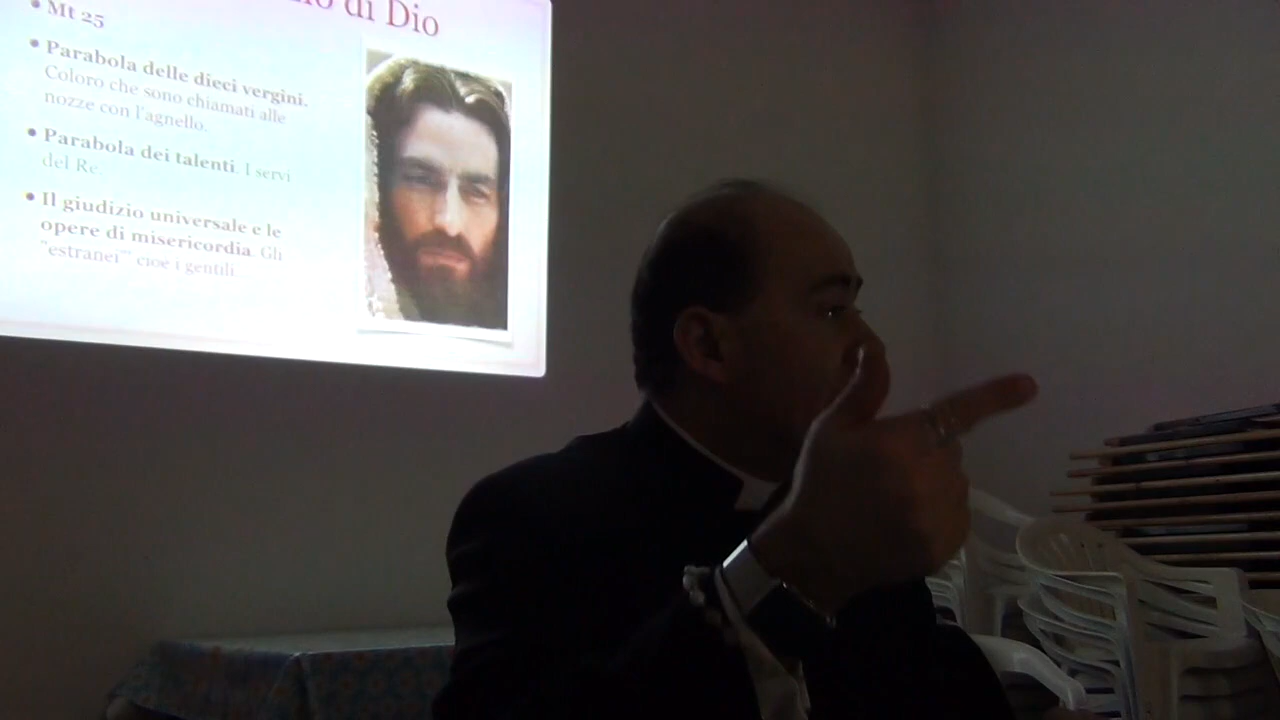 di Dio
• Mt 25
• Parabola delle dieci vergini.
Coloro che sono chiamati alle
nozze con l'agnello.
• Parabola dei talenti. I servi
del Re.
• Il giudizio universale e le
opere di misericordia. Gli
"estranei"" cioè i gentili